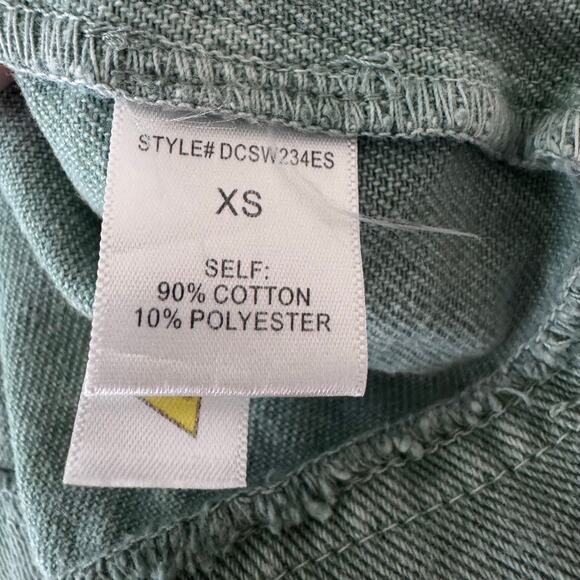 STYLE# DCSW234ES
XS
SELF:
90% COTTON
10% POLYESTER